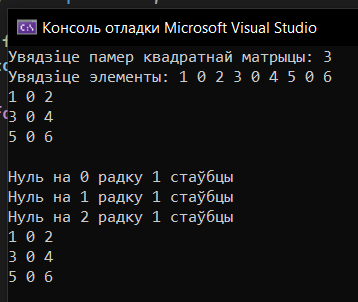 Консоль отладки Microsoft Visual Studio
Увядзіце памер квадратнай матрыцы: 3
Увядзіце элементы: 1 0 2 3 0 4 5 0 6
1 0 2
3 0 4
5 0 6
Нуль на 0 радку 1 стаўбцы
Нуль на 1 радку 1 стаўбцы
Нуль на 2 радку 1 стаўбцы
1 0 2
3 0 4
5 0 6